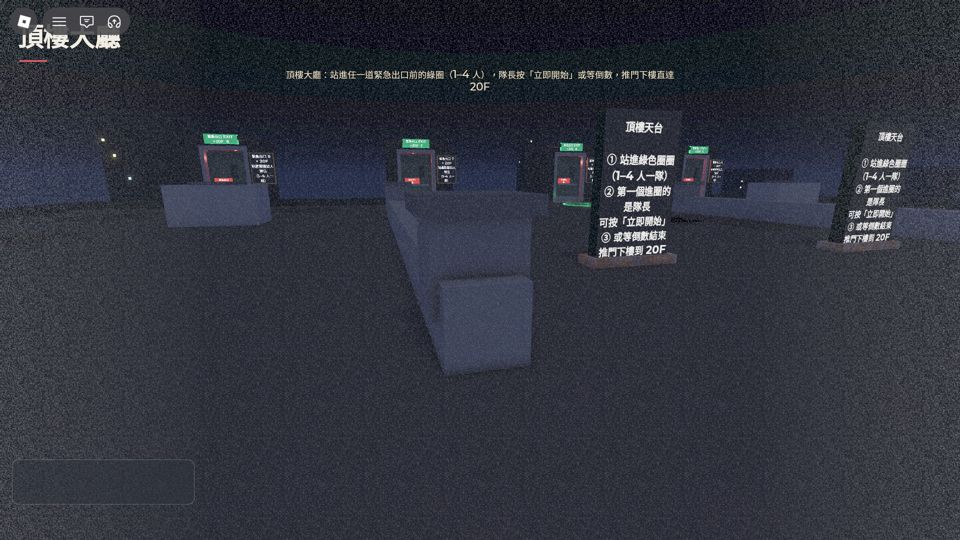 頂樓大廳
頂樓大廳：站進任一道緊急出口前的綠圈（1–4 人），隊長按「立即開始」或等倒數，推門下樓直達
20F
頂樓天台
① 站進綠色圈圈
（1–4 人一隊）
② 第一個進圈的
是隊長
可按「立即開始」
③ 或等倒數結束
推門下樓到 20F
頂樓天台
① 站進綠色圈圈
（1–4 人一隊）
② 第一個進圈的
是隊長
可按「立即開始」
③ 或等倒數結束
推門下樓到 20F